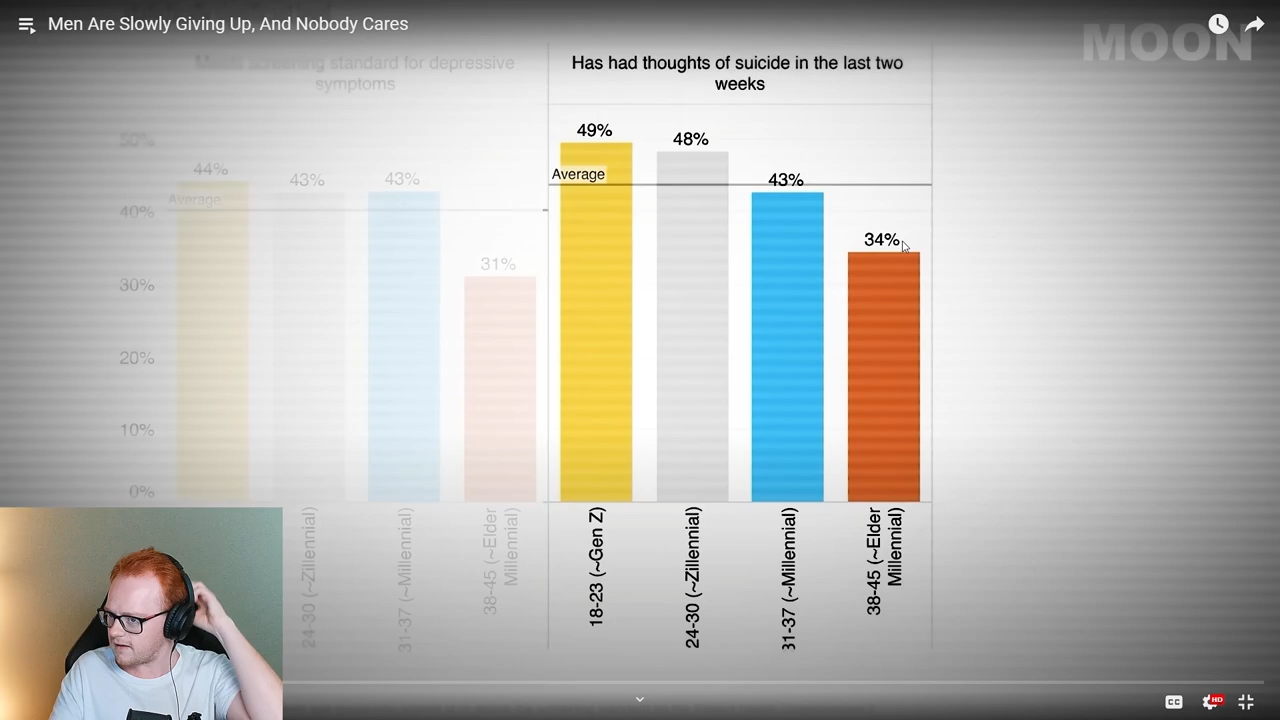 Men Are Slowly Giving Up, And Nobody Cares
MOON
screening standard for depressive
symptoms
Has had thoughts of suicide in the last two
weeks
50%
40%
30%
20%
10%
0%
44%
43%
43%
31%
Average
49%
48%
43%
34%
Average
24-30 (~Zillennial)
31-37 (~Millennial)
38-45 (~Elder
Millennial)
18-23 (~Gen Z)
24-30 (~Zillennial)
31-37 (~Millennial)
38-45 (~Elder
Millennial)
CC
HD